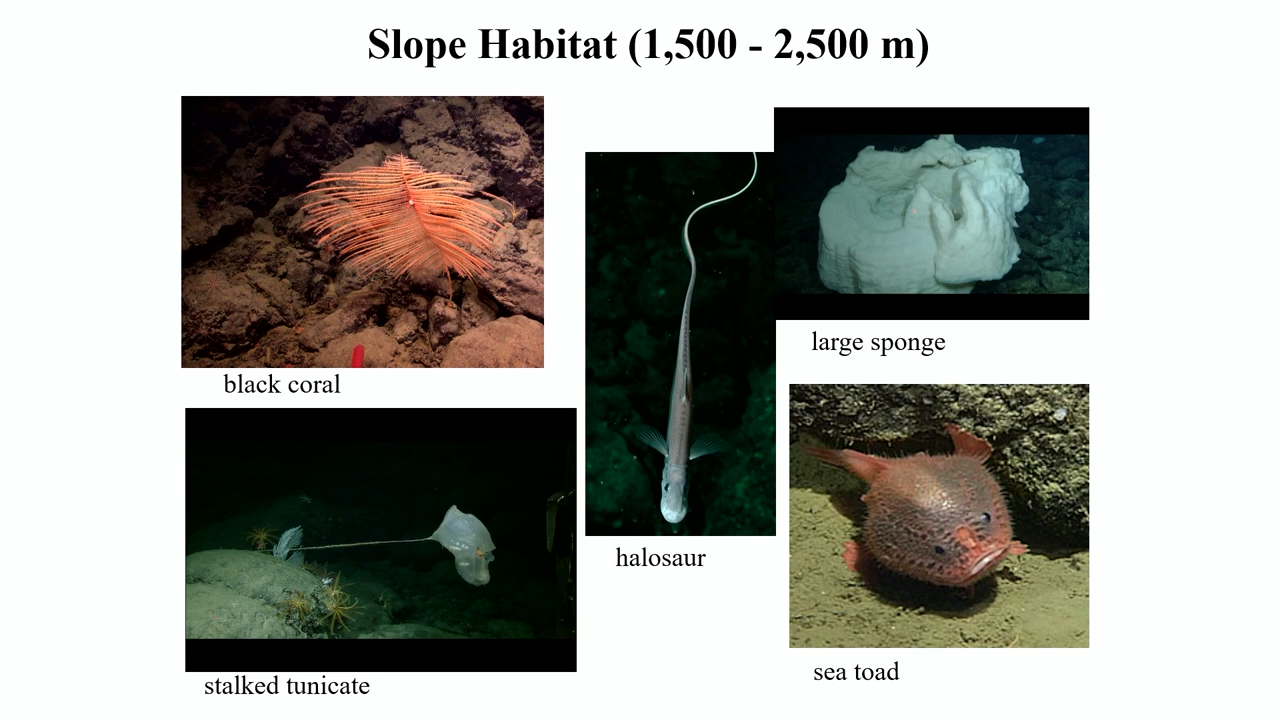 Slope Habitat (1,500 - 2,500 m)
black coral
stalked tunicate
halosaur
large sponge
sea toad